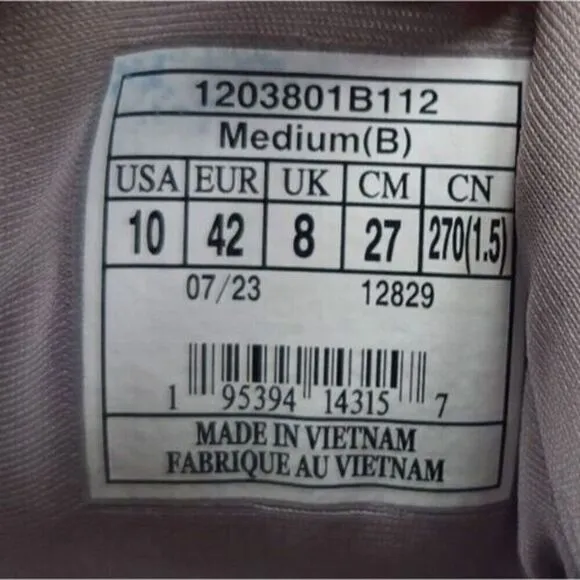 1203801B112
Medium(B)
USA EUR UK CM CN
10 42 8 27 270(1.5)
07/23 12829
1 95394 14315 7
MADE IN VIETNAM
FABRIQUE AU VIETNAM